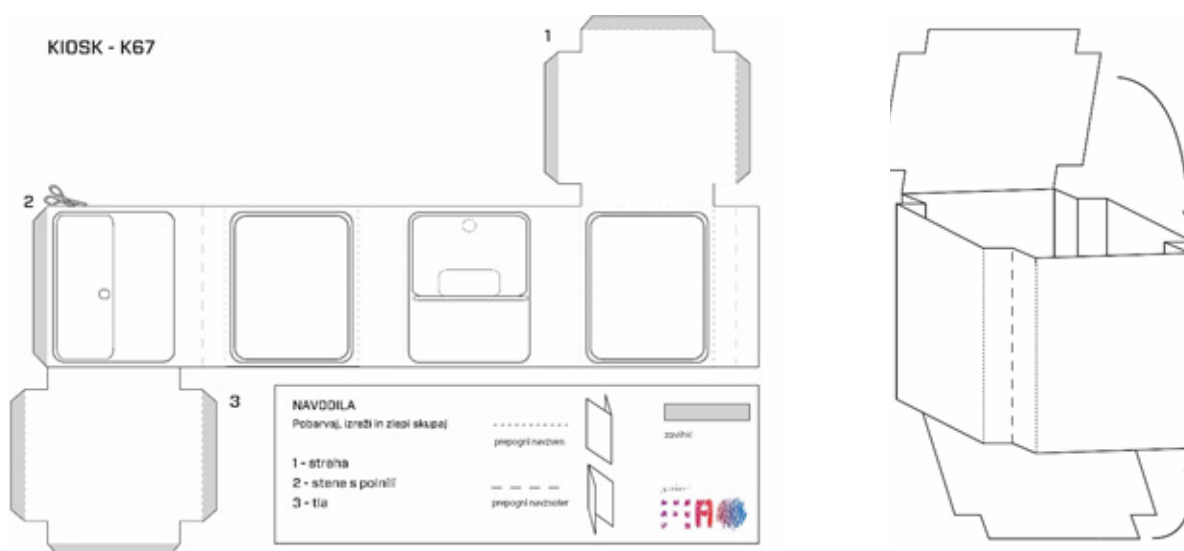 KIOSK - K67
1
2
3
NAVODILA
Pobarvaj, izreži in zlepi skupaj
1 - streha
2 - stene s polnili
3 - tla
prepogni navzven
prepogni navznoter
zavihki
MAO